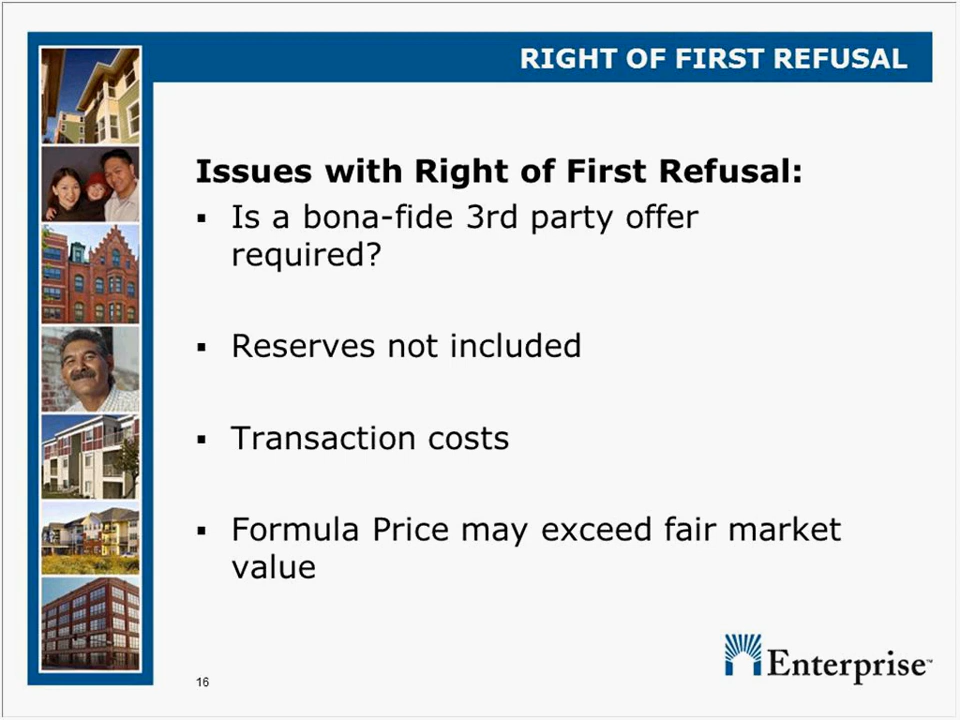 RIGHT OF FIRST REFUSAL
Issues with Right of First Refusal:
▪ Is a bona-fide 3rd party offer
required?
▪ Reserves not included
▪ Transaction costs
▪ Formula Price may exceed fair market
value
Enterprise™
16